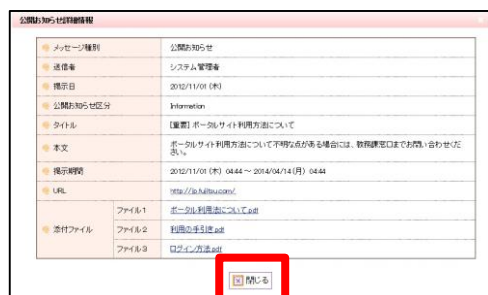 公開お知らせ詳細情報
メッセージ種別 公開お知らせ
送信者 システム管理者
掲示日 2012/11/01 (木)
公開お知らせ区分 Information
タイトル 【重要】ポータルサイト利用方法について
本文 ポータルサイト利用方法について不明な点がある場合には、教務課窓口までお問い合わせください。
掲示期間 2012/11/01 (木) 04:44 ～ 2014/04/14 (月) 04:44
URL http://jp.fujitsu.com/
添付ファイル ファイル1 ポータル利用法について.pdf
ファイル2 利用の手引き.pdf
ファイル3 ログイン方法.pdf
閉じる